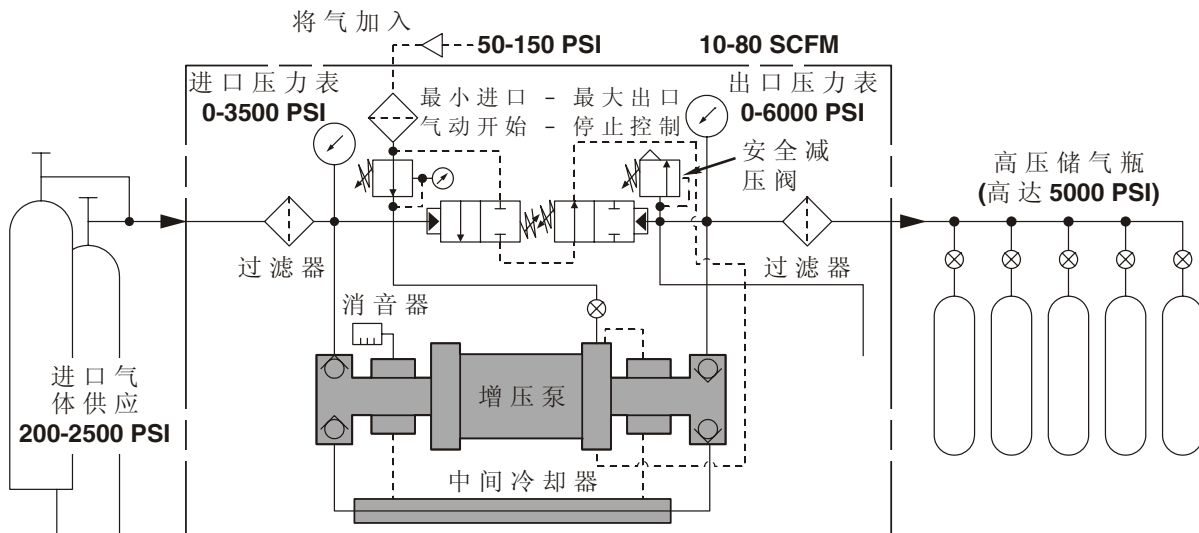 将气加入
50-150 PSI
10-80 SCFM
进口压力表
0-3500 PSI
最小进口 - 最大出口
气动开始 - 停止控制
出口压力表
0-6000 PSI
安全减
压阀
高压储气瓶
(高达 5000 PSI)
过滤器
过滤器
消音器
进口气
体供应
200-2500 PSI
增压泵
中间冷却器